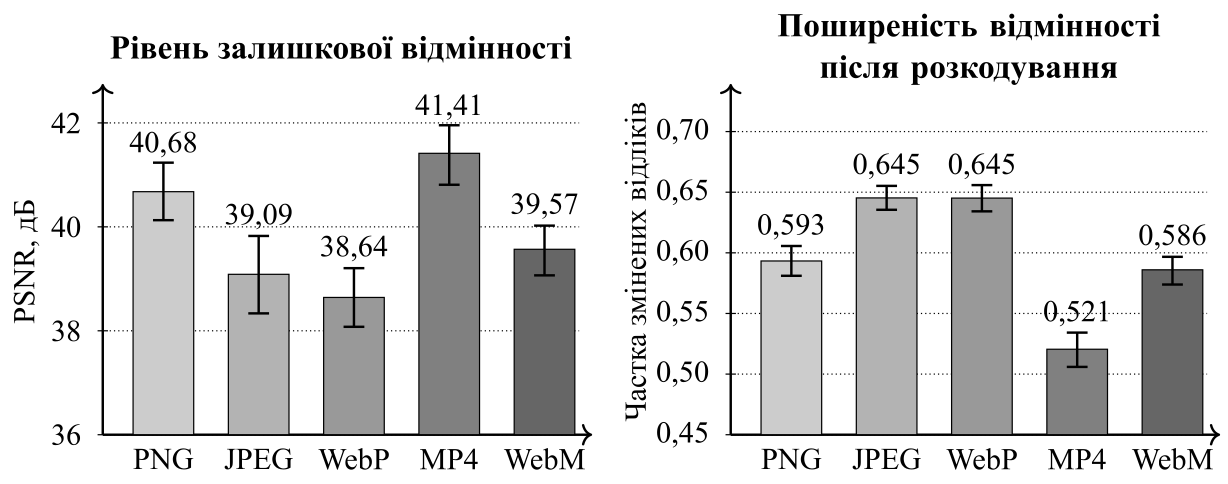 Рівень залишкової відмінності
PSNR, дБ
42
40
38
36
40,68
39,09
38,64
41,41
39,57
PNG JPEG WebP MP4 WebM
Поширеність відмінності
після розкодування
Частка змінених відліків
0,70
0,65
0,60
0,55
0,50
0,45
0,593
0,645
0,645
0,521
0,586
PNG JPEG WebP MP4 WebM